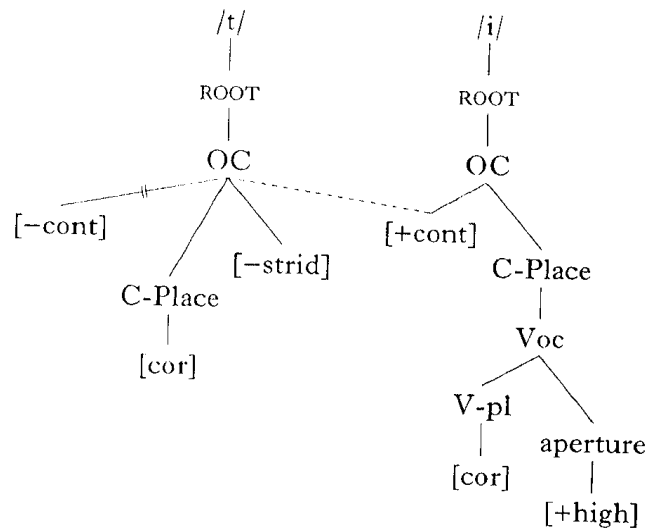 /t/ /i/
ROOT ROOT
OC OC
[−cont] [−strid] [+cont]
C-Place C-Place
[cor] Voc
V-pl aperture
[cor] [+high]